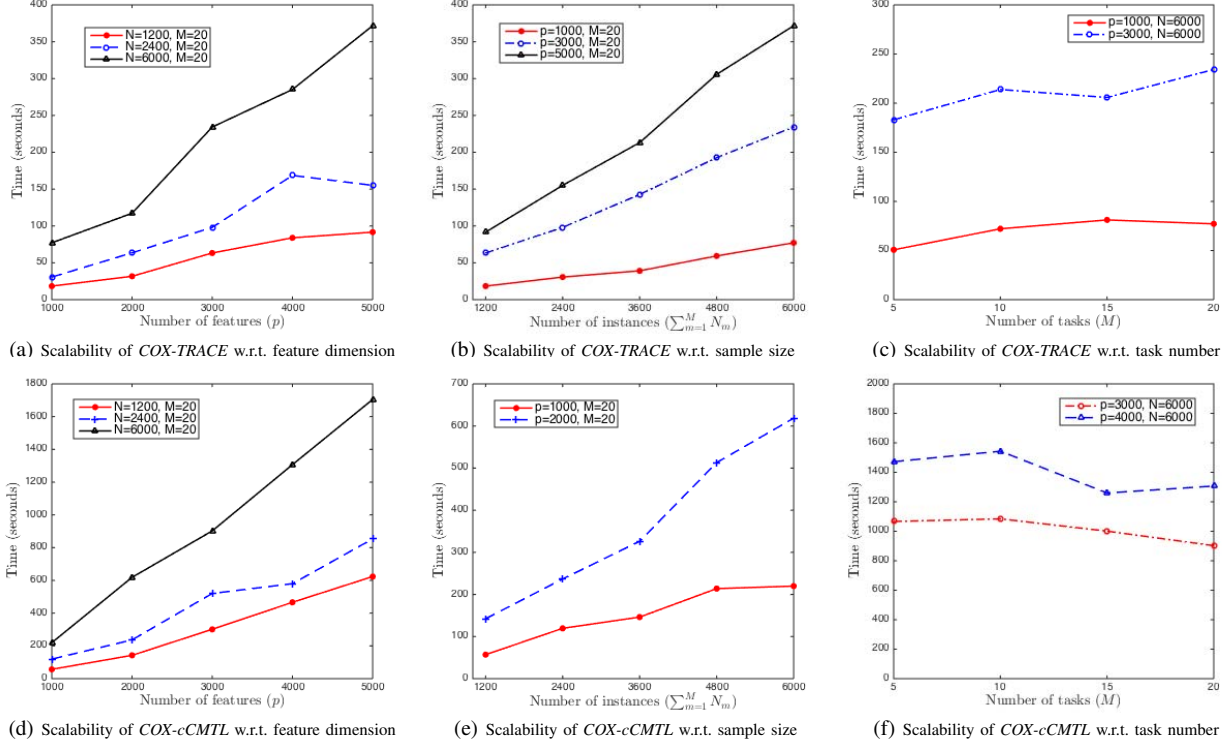 400
350
300
250
200
150
100
50
0
Time (seconds)
N=1200, M=20
N=2400, M=20
N=6000, M=20
1000 2000 3000 4000 5000
Number of features (p)
(a) Scalability of COX-TRACE w.r.t. feature dimension
400
350
300
250
200
150
100
50
0
Time (seconds)
p=1000, M=20
p=3000, M=20
p=5000, M=20
1200 2400 3600 4800 6000
Number of instances (∑_{m=1}^{M} N_m)
(b) Scalability of COX-TRACE w.r.t. sample size
300
250
200
150
100
50
0
Time (seconds)
p=1000, N=6000
p=3000, N=6000
5 10 15 20
Number of tasks (M)
(c) Scalability of COX-TRACE w.r.t. task number
1800
1600
1400
1200
1000
800
600
400
200
0
Time (seconds)
N=1200, M=20
N=2400, M=20
N=6000, M=20
1000 2000 3000 4000 5000
Number of features (p)
(d) Scalability of COX-cCMTL w.r.t. feature dimension
700
600
500
400
300
200
100
0
Time (seconds)
p=1000, M=20
p=2000, M=20
1200 2400 3600 4800 6000
Number of instances (∑_{m=1}^{M} N_m)
(e) Scalability of COX-cCMTL w.r.t. sample size
2000
1800
1600
1400
1200
1000
800
600
400
200
0
Time (seconds)
p=3000, N=6000
p=4000, N=6000
5 10 15 20
Number of tasks (M)
(f) Scalability of COX-cCMTL w.r.t. task number